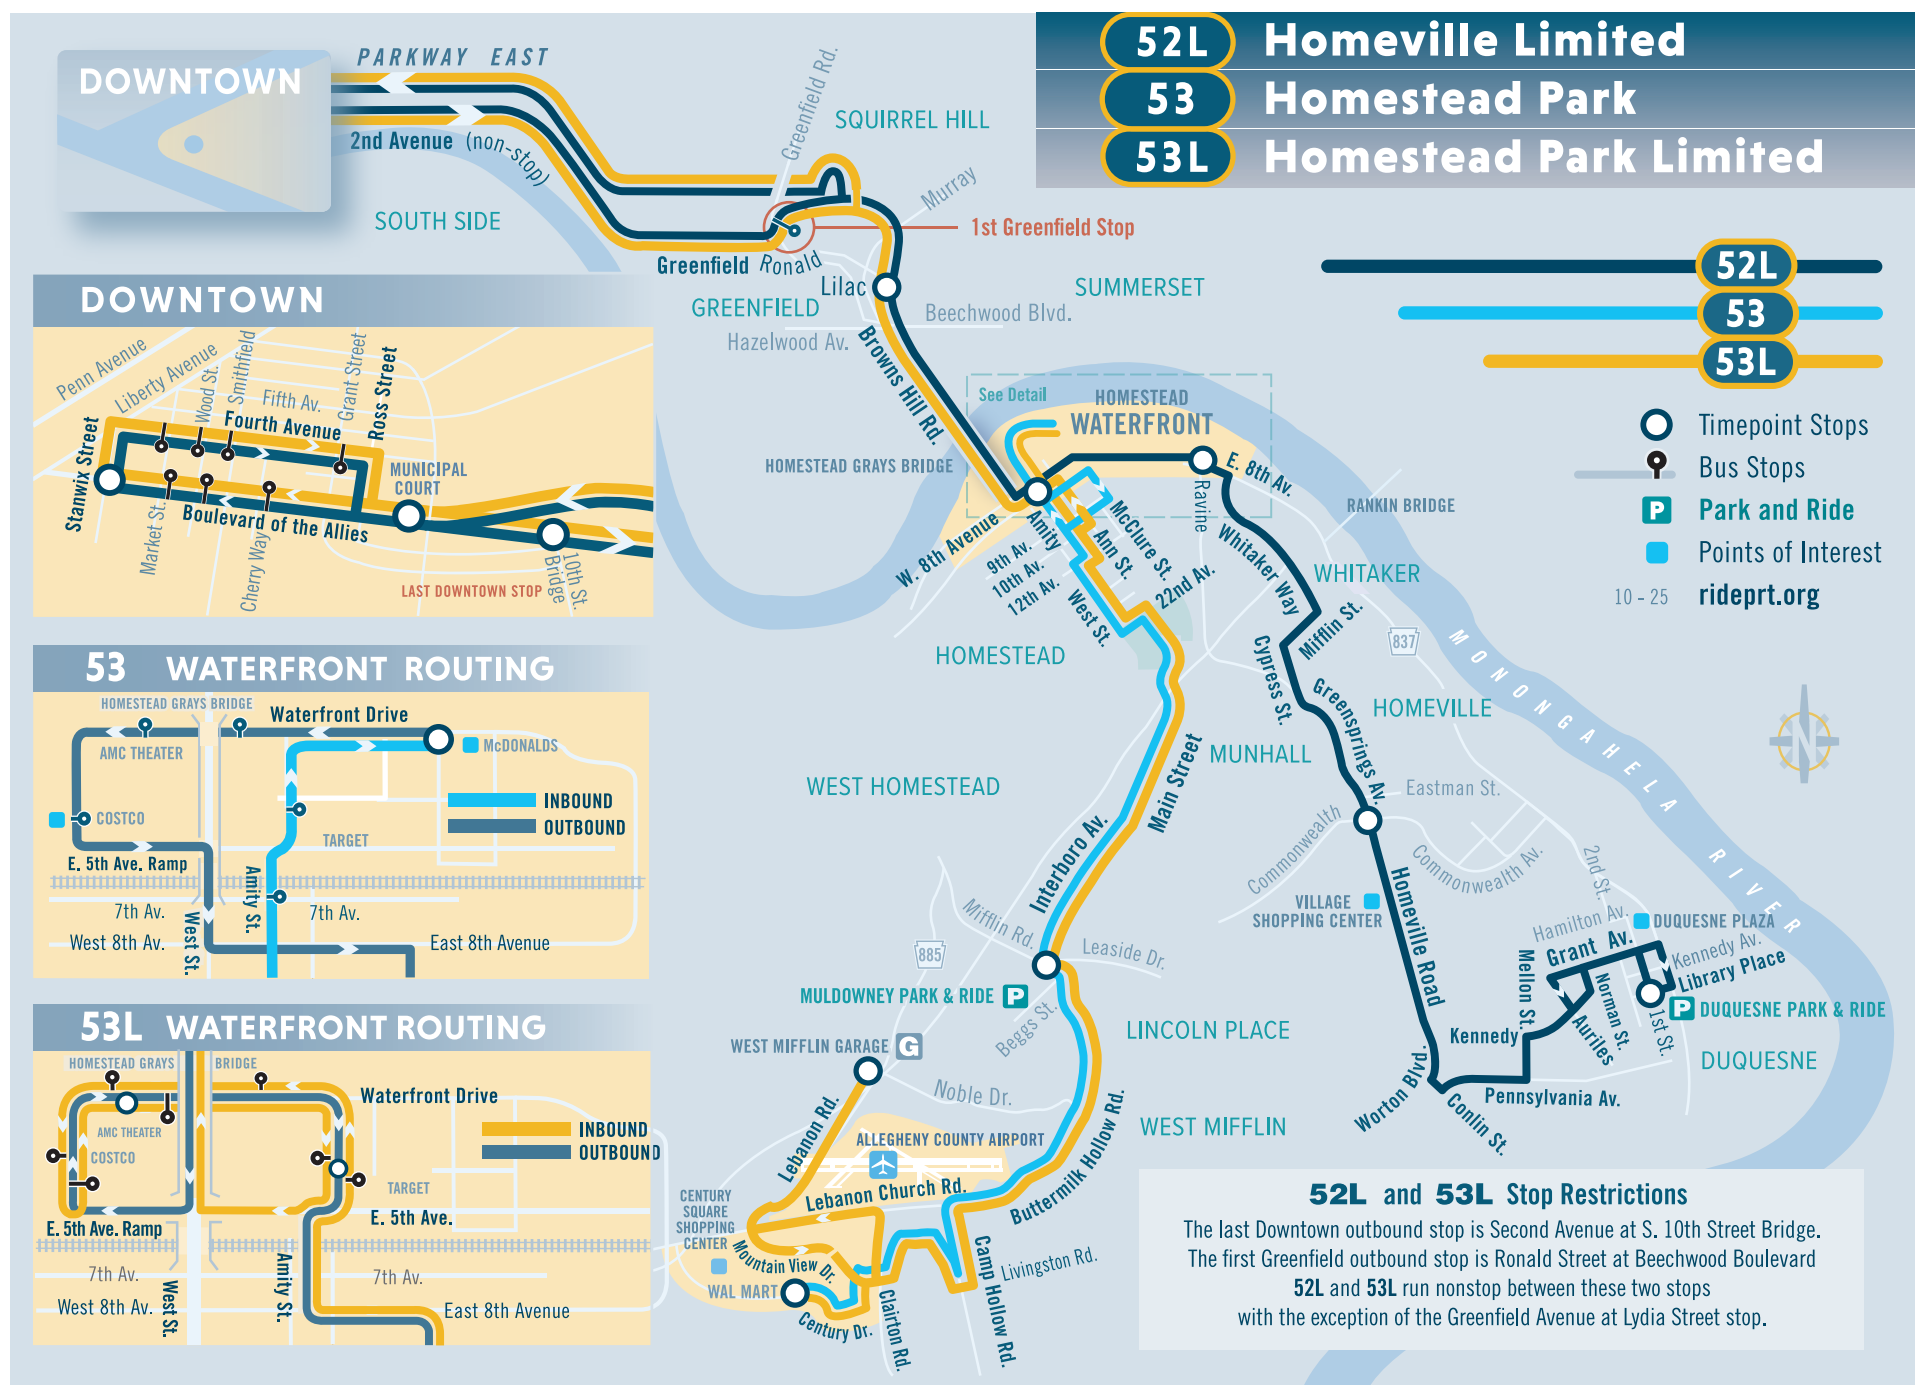 52L Homeville Limited
53 Homestead Park
53L Homestead Park Limited
DOWNTOWN
PARKWAY EAST
2nd Avenue (non-stop)
Greenfield Rd.
SQUIRREL HILL
SOUTH SIDE
Murray
1st Greenfield Stop
Greenfield
Ronald
Lilac
GREENFIELD
SUMMERSET
Beechwood Blvd.
Hazelwood Av.
Browns Hill Rd.
52L
53
53L
Timepoint Stops
Bus Stops
P Park and Ride
Points of Interest
10 - 25 rideprt.org
DOWNTOWN
Penn Avenue
Liberty Avenue
Wood St.
Smithfield
Fifth Av.
Grant Street
Ross Street
Fourth Avenue
Stanwix Street
MUNICIPAL
COURT
Boulevard of the Allies
Market St.
Cherry Way
LAST DOWNTOWN STOP
10th St.
Bridge
See Detail
HOMESTEAD
WATERFRONT
HOMESTEAD GRAYS BRIDGE
E. 8th Av.
RANKIN BRIDGE
Ravine
W. 8th Avenue
Amity
McClure St.
Ann St.
9th Av.
10th Av.
12th Av.
22nd Av.
West St.
Whitaker Way
WHITAKER
Mifflin St.
837
MONONGAHELA RIVER
HOMESTEAD
Cypress St.
Greensprings Av.
HOMEVILLE
MUNHALL
WEST HOMESTEAD
Main Street
Interboro Av.
Eastman St.
Commonwealth
Commonwealth Av.
2nd St.
VILLAGE
SHOPPING CENTER
Homeville Road
Hamilton Av.
DUQUESNE PLAZA
Grant Av.
Kennedy Av.
Library Place
Mellon St.
Norman St.
P DUQUESNE PARK & RIDE
Kennedy
Auriles
1st St.
DUQUESNE
Worton Blvd.
Pennsylvania Av.
Conlin St.
N
53 WATERFRONT ROUTING
HOMESTEAD GRAYS BRIDGE
Waterfront Drive
AMC THEATER
McDONALDS
INBOUND
OUTBOUND
COSTCO
TARGET
E. 5th Ave. Ramp
Amity St.
7th Av.
7th Av.
West St.
West 8th Av.
East 8th Avenue
53L WATERFRONT ROUTING
HOMESTEAD GRAYS
BRIDGE
Waterfront Drive
AMC THEATER
INBOUND
OUTBOUND
COSTCO
TARGET
E. 5th Ave. Ramp
E. 5th Ave.
Amity St.
7th Av.
7th Av.
West St.
West 8th Av.
East 8th Avenue
Mifflin Rd.
Leaside Dr.
885
MULDOWNEY PARK & RIDE P
Beggs St.
LINCOLN PLACE
WEST MIFFLIN GARAGE G
Noble Dr.
Lebanon Rd.
ALLEGHENY COUNTY AIRPORT
Buttermilk Hollow Rd.
WEST MIFFLIN
Lebanon Church Rd.
CENTURY
SQUARE
SHOPPING
CENTER
Mountain View Dr.
WAL MART
Century Dr.
Clairton Rd.
Camp Hollow Rd.
Livingston Rd.
52L and 53L Stop Restrictions
The last Downtown outbound stop is Second Avenue at S. 10th Street Bridge.
The first Greenfield outbound stop is Ronald Street at Beechwood Boulevard
52L and 53L run nonstop between these two stops
with the exception of the Greenfield Avenue at Lydia Street stop.